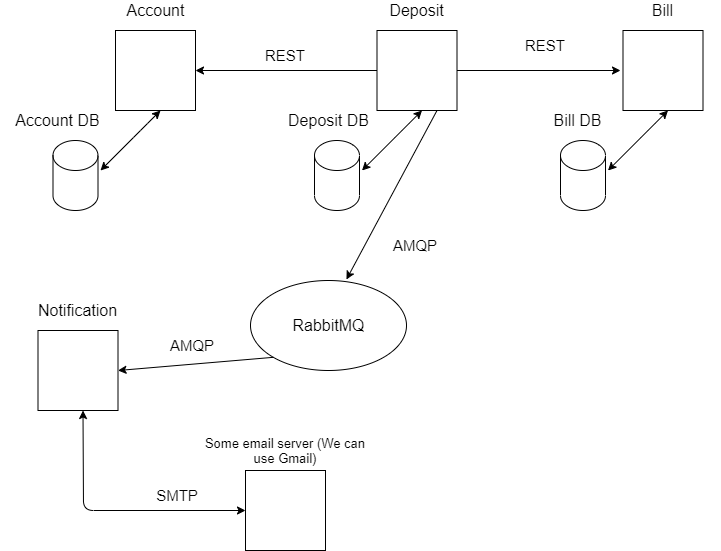 Account
Deposit
Bill
REST
REST
Account DB
Deposit DB
Bill DB
AMQP
Notification
RabbitMQ
AMQP
Some email server (We can
use Gmail)
SMTP